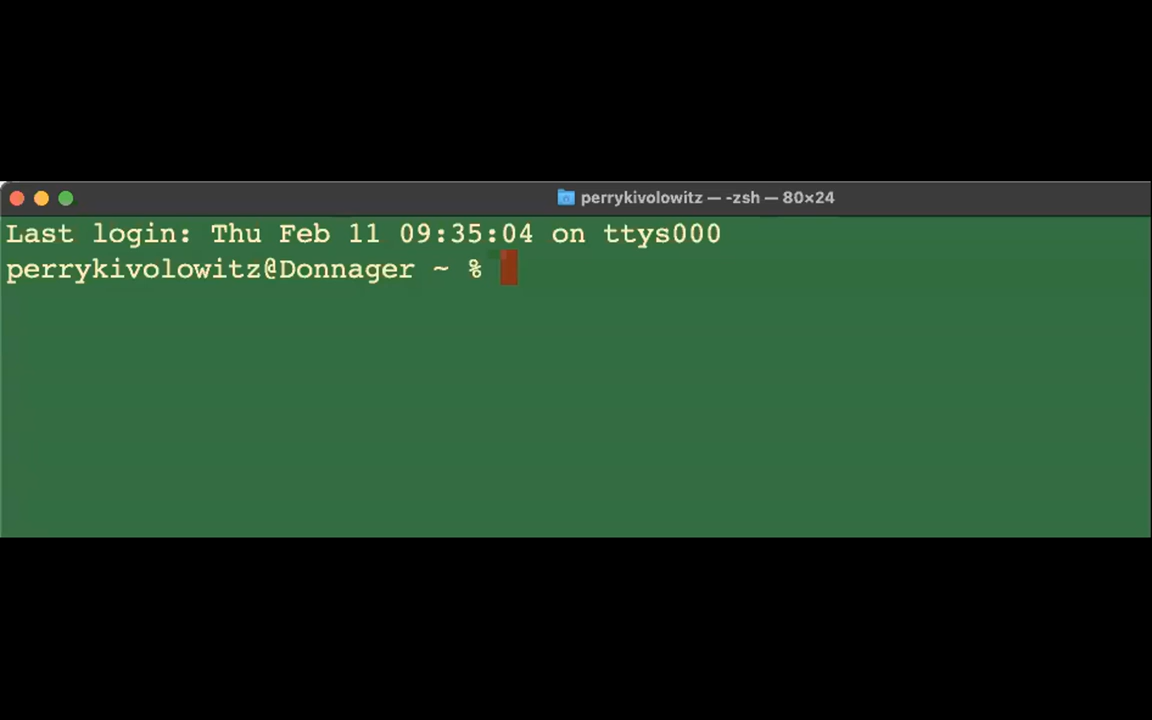 perrykivolowitz — -zsh — 80×24
Last login: Thu Feb 11 09:35:04 on ttys000
perrykivolowitz@Donnager ~ %